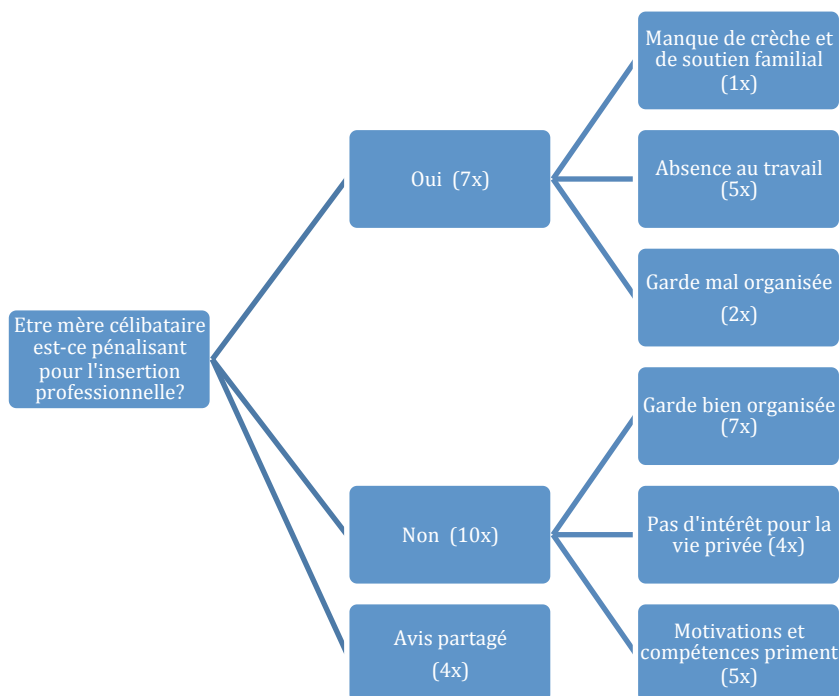 Etre mère célibataire
est-ce pénalisant
pour l'insertion
professionnelle?
Oui (7x)
Manque de crèche et
de soutien familial
(1x)
Absence au travail
(5x)
Garde mal organisée
(2x)
Non (10x)
Garde bien organisée
(7x)
Pas d'intérêt pour la
vie privée (4x)
Motivations et
compétences priment
(5x)
Avis partagé
(4x)